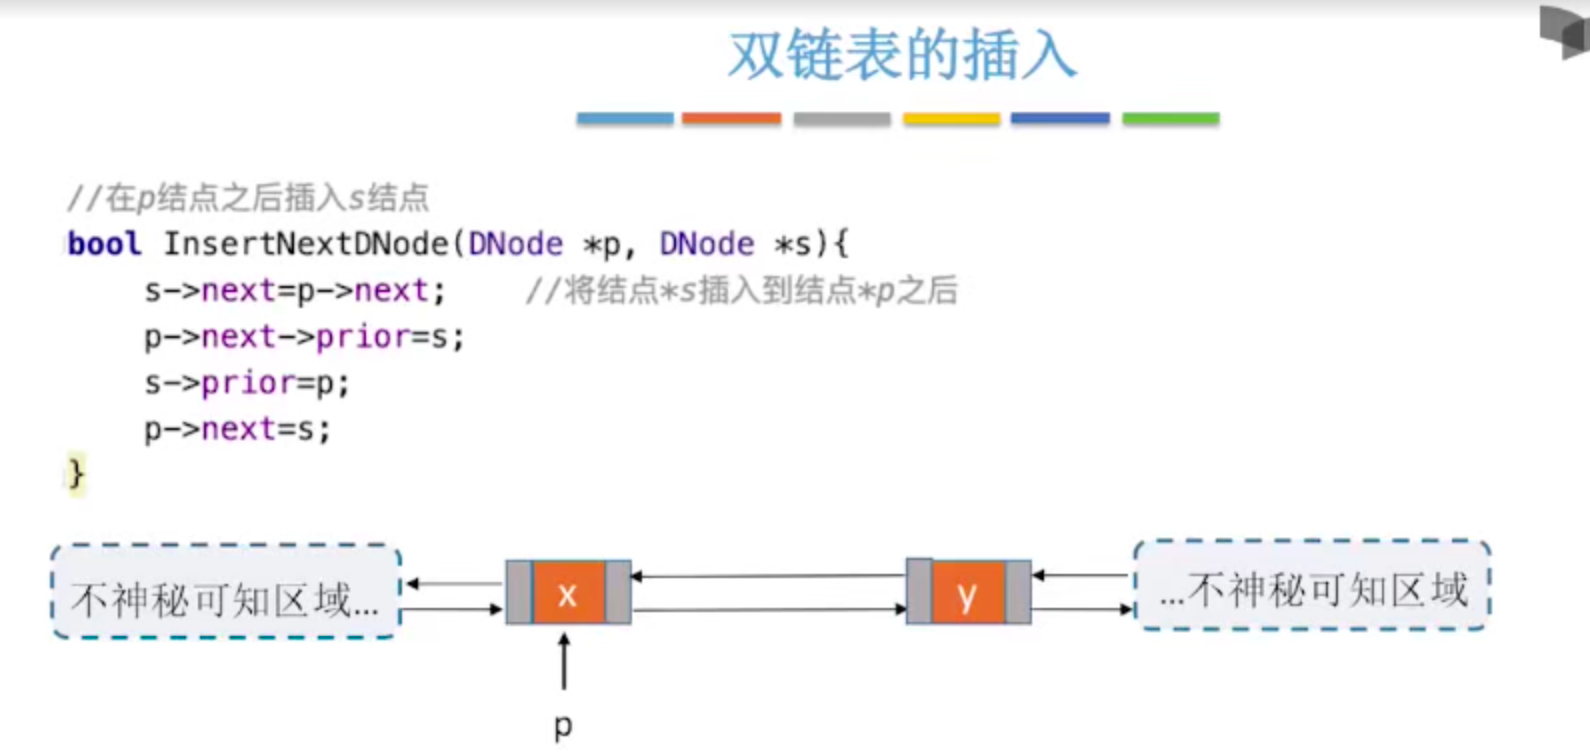 双链表的插入
//在p结点之后插入s结点
bool InsertNextDNode(DNode *p, DNode *s){
s->next=p->next; //将结点*s插入到结点*p之后
p->next->prior=s;
s->prior=p;
p->next=s;
}
不神秘可知区域... x y ...不神秘可知区域
p